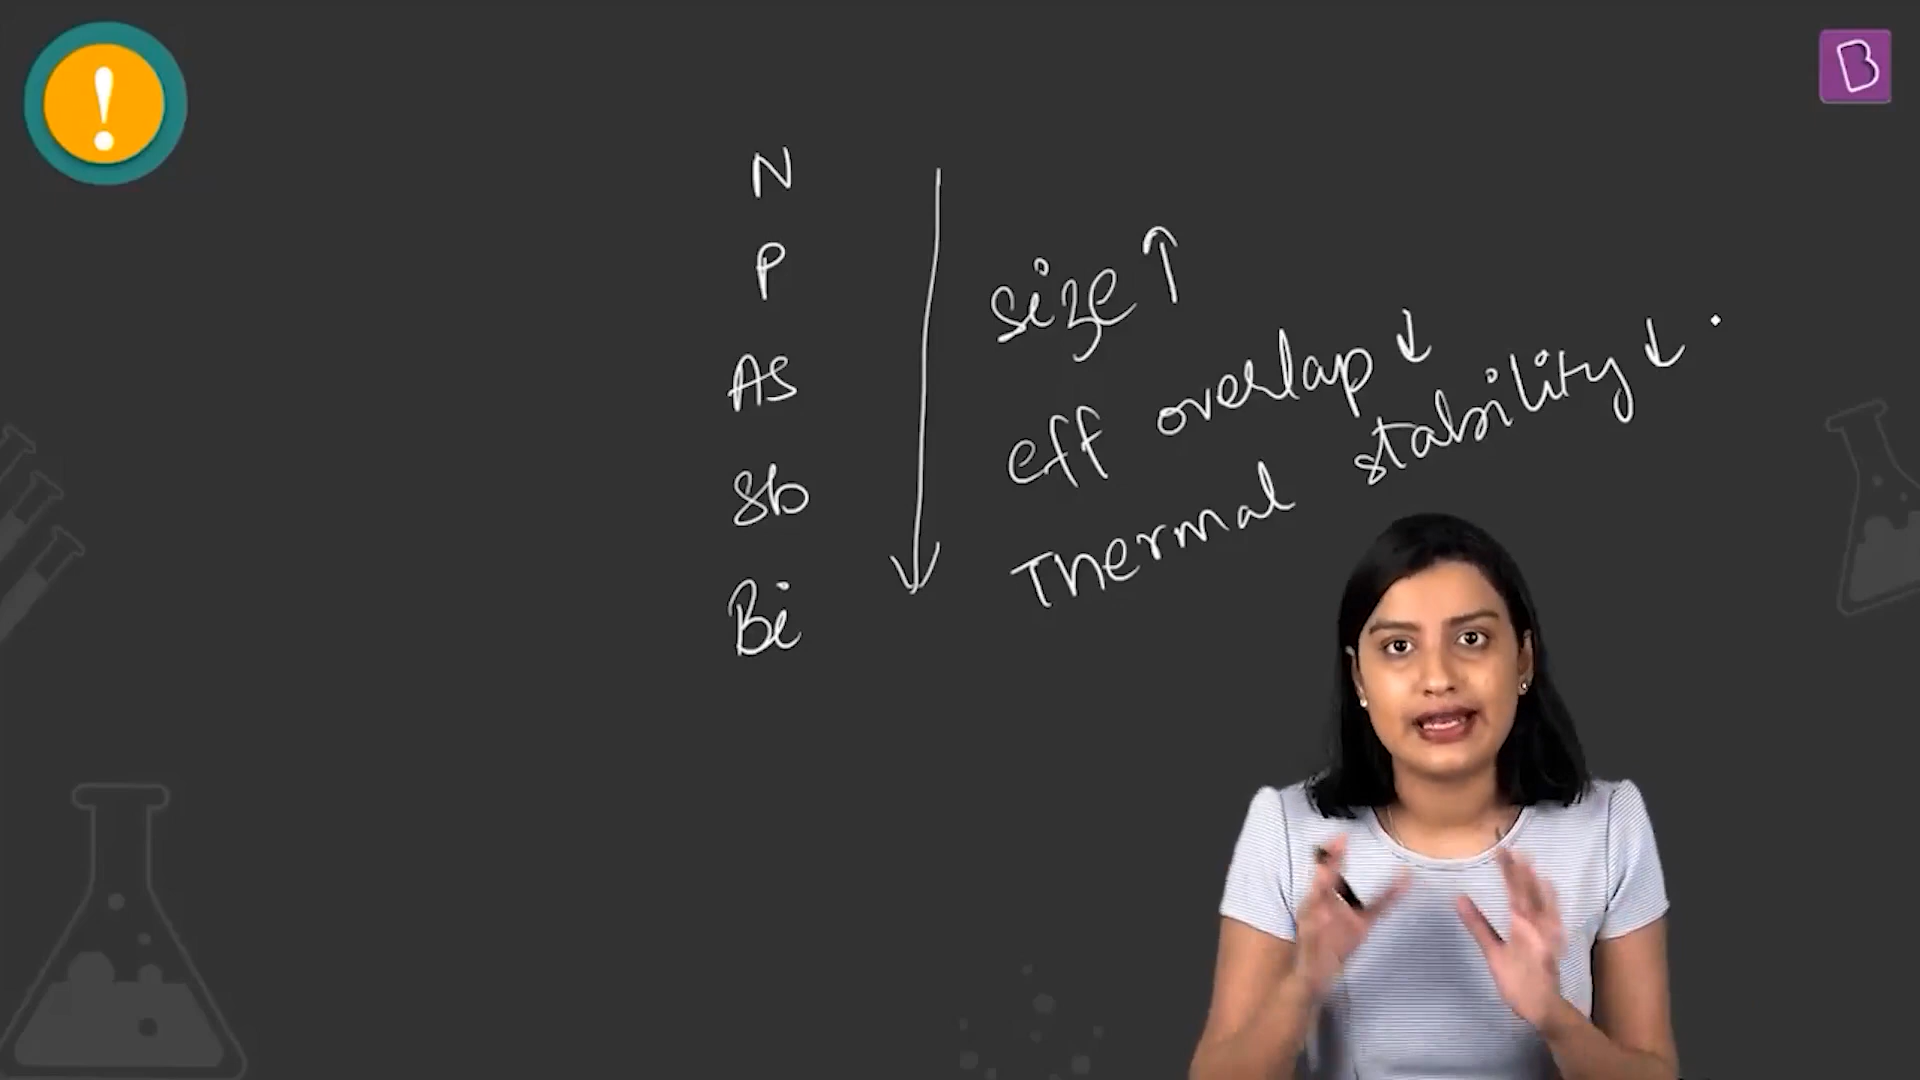 !
B
N
P
As
Sb
Bi
size ↑
eff overlap ↓
Thermal stability ↓